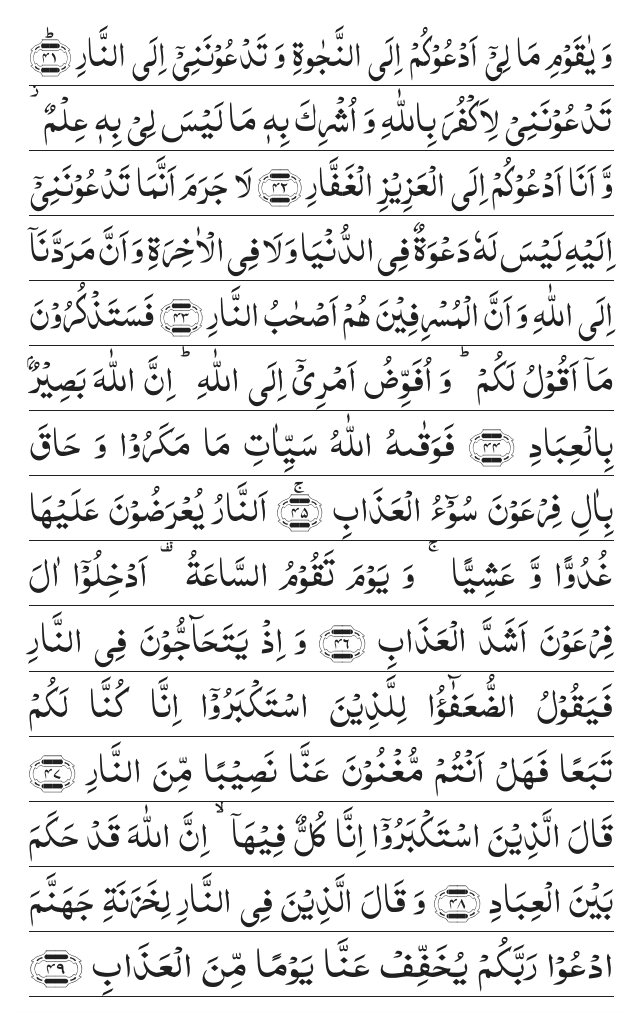 وَ یٰقَوْمِ مَا لِیْۤ اَدْعُوْكُمْ اِلَی النَّجٰوةِ وَ تَدْعُوْنَنِیْۤ اِلَی النَّارِ ؕ﴿۴۱﴾
تَدْعُوْنَنِیْ لِاَكْفُرَ بِاللّٰهِ وَ اُشْرِكَ بِهٖ مَا لَیْسَ لِیْ بِهٖ عِلْمٌ ؗ
وَّ اَنَا اَدْعُوْكُمْ اِلَی الْعَزِیْزِ الْغَفَّارِ ﴿۴۲﴾ لَا جَرَمَ اَنَّمَا تَدْعُوْنَنِیْۤ
اِلَیْهِ لَیْسَ لَهٗ دَعْوَةٌ فِی الدُّنْیَا وَ لَا فِی الْاٰخِرَةِ وَ اَنَّ مَرَدَّنَاۤ
اِلَی اللّٰهِ وَ اَنَّ الْمُسْرِفِیْنَ هُمْ اَصْحٰبُ النَّارِ ﴿۴۳﴾ فَسَتَذْكُرُوْنَ
مَاۤ اَقُوْلُ لَكُمْ ؕ وَ اُفَوِّضُ اَمْرِیْۤ اِلَی اللّٰهِ ؕ اِنَّ اللّٰهَ بَصِیْرٌۢ
بِالْعِبَادِ ﴿۴۴﴾ فَوَقٰىهُ اللّٰهُ سَیِّاٰتِ مَا مَكَرُوْا وَ حَاقَ
بِاٰلِ فِرْعَوْنَ سُوْٓءُ الْعَذَابِ ۚ﴿۴۵﴾ اَلنَّارُ یُعْرَضُوْنَ عَلَیْهَا
غُدُوًّا وَّ عَشِیًّا ۚ وَ یَوْمَ تَقُوْمُ السَّاعَةُ ۫ اَدْخِلُوْۤا اٰلَ
فِرْعَوْنَ اَشَدَّ الْعَذَابِ ﴿۴۶﴾ وَ اِذْ یَتَحَآجُّوْنَ فِی النَّارِ
فَیَقُوْلُ الضُّعَفٰٓؤُا لِلَّذِیْنَ اسْتَكْبَرُوْۤا اِنَّا كُنَّا لَكُمْ
تَبَعًا فَهَلْ اَنْتُمْ مُّغْنُوْنَ عَنَّا نَصِیْبًا مِّنَ النَّارِ ﴿۴۷﴾
قَالَ الَّذِیْنَ اسْتَكْبَرُوْۤا اِنَّا كُلٌّ فِیْهَاۤ ۙ اِنَّ اللّٰهَ قَدْ حَكَمَ
بَیْنَ الْعِبَادِ ﴿۴۸﴾ وَ قَالَ الَّذِیْنَ فِی النَّارِ لِخَزَنَةِ جَهَنَّمَ
ادْعُوْا رَبَّكُمْ یُخَفِّفْ عَنَّا یَوْمًا مِّنَ الْعَذَابِ ﴿۴۹﴾